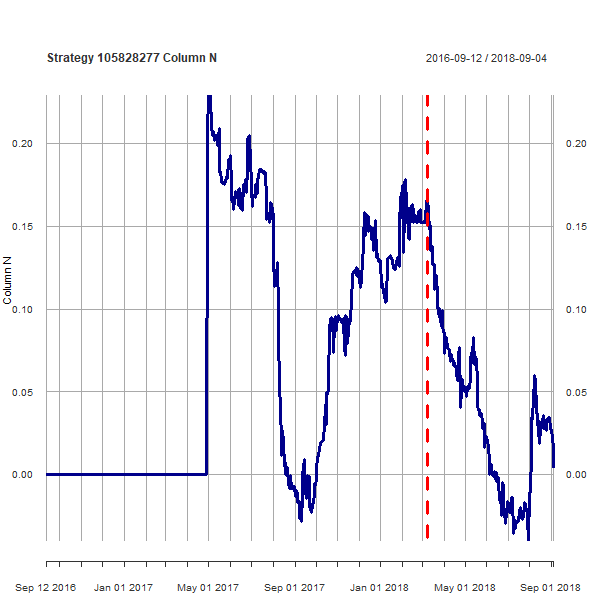 Strategy 105828277 Column N
2016-09-12 / 2018-09-04
Column N
0.20
0.20
0.15
0.15
0.10
0.10
0.05
0.05
0.00
0.00
Sep 12 2016
Jan 01 2017
May 01 2017
Sep 01 2017
Jan 01 2018
May 01 2018
Sep 01 2018